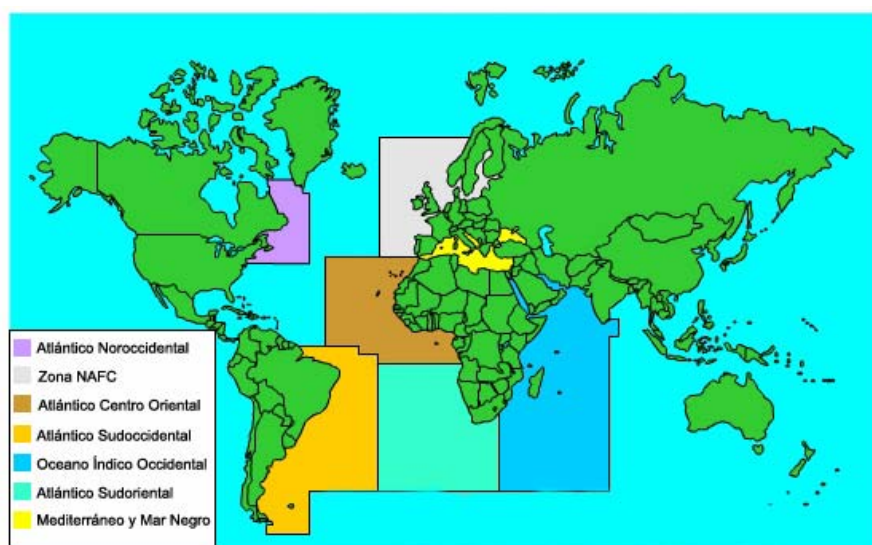 Atlántico Noroccidental
Zona NAFC
Atlántico Centro Oriental
Atlántico Sudoccidental
Oceano Índico Occidental
Atlántico Sudoriental
Mediterráneo y Mar Negro